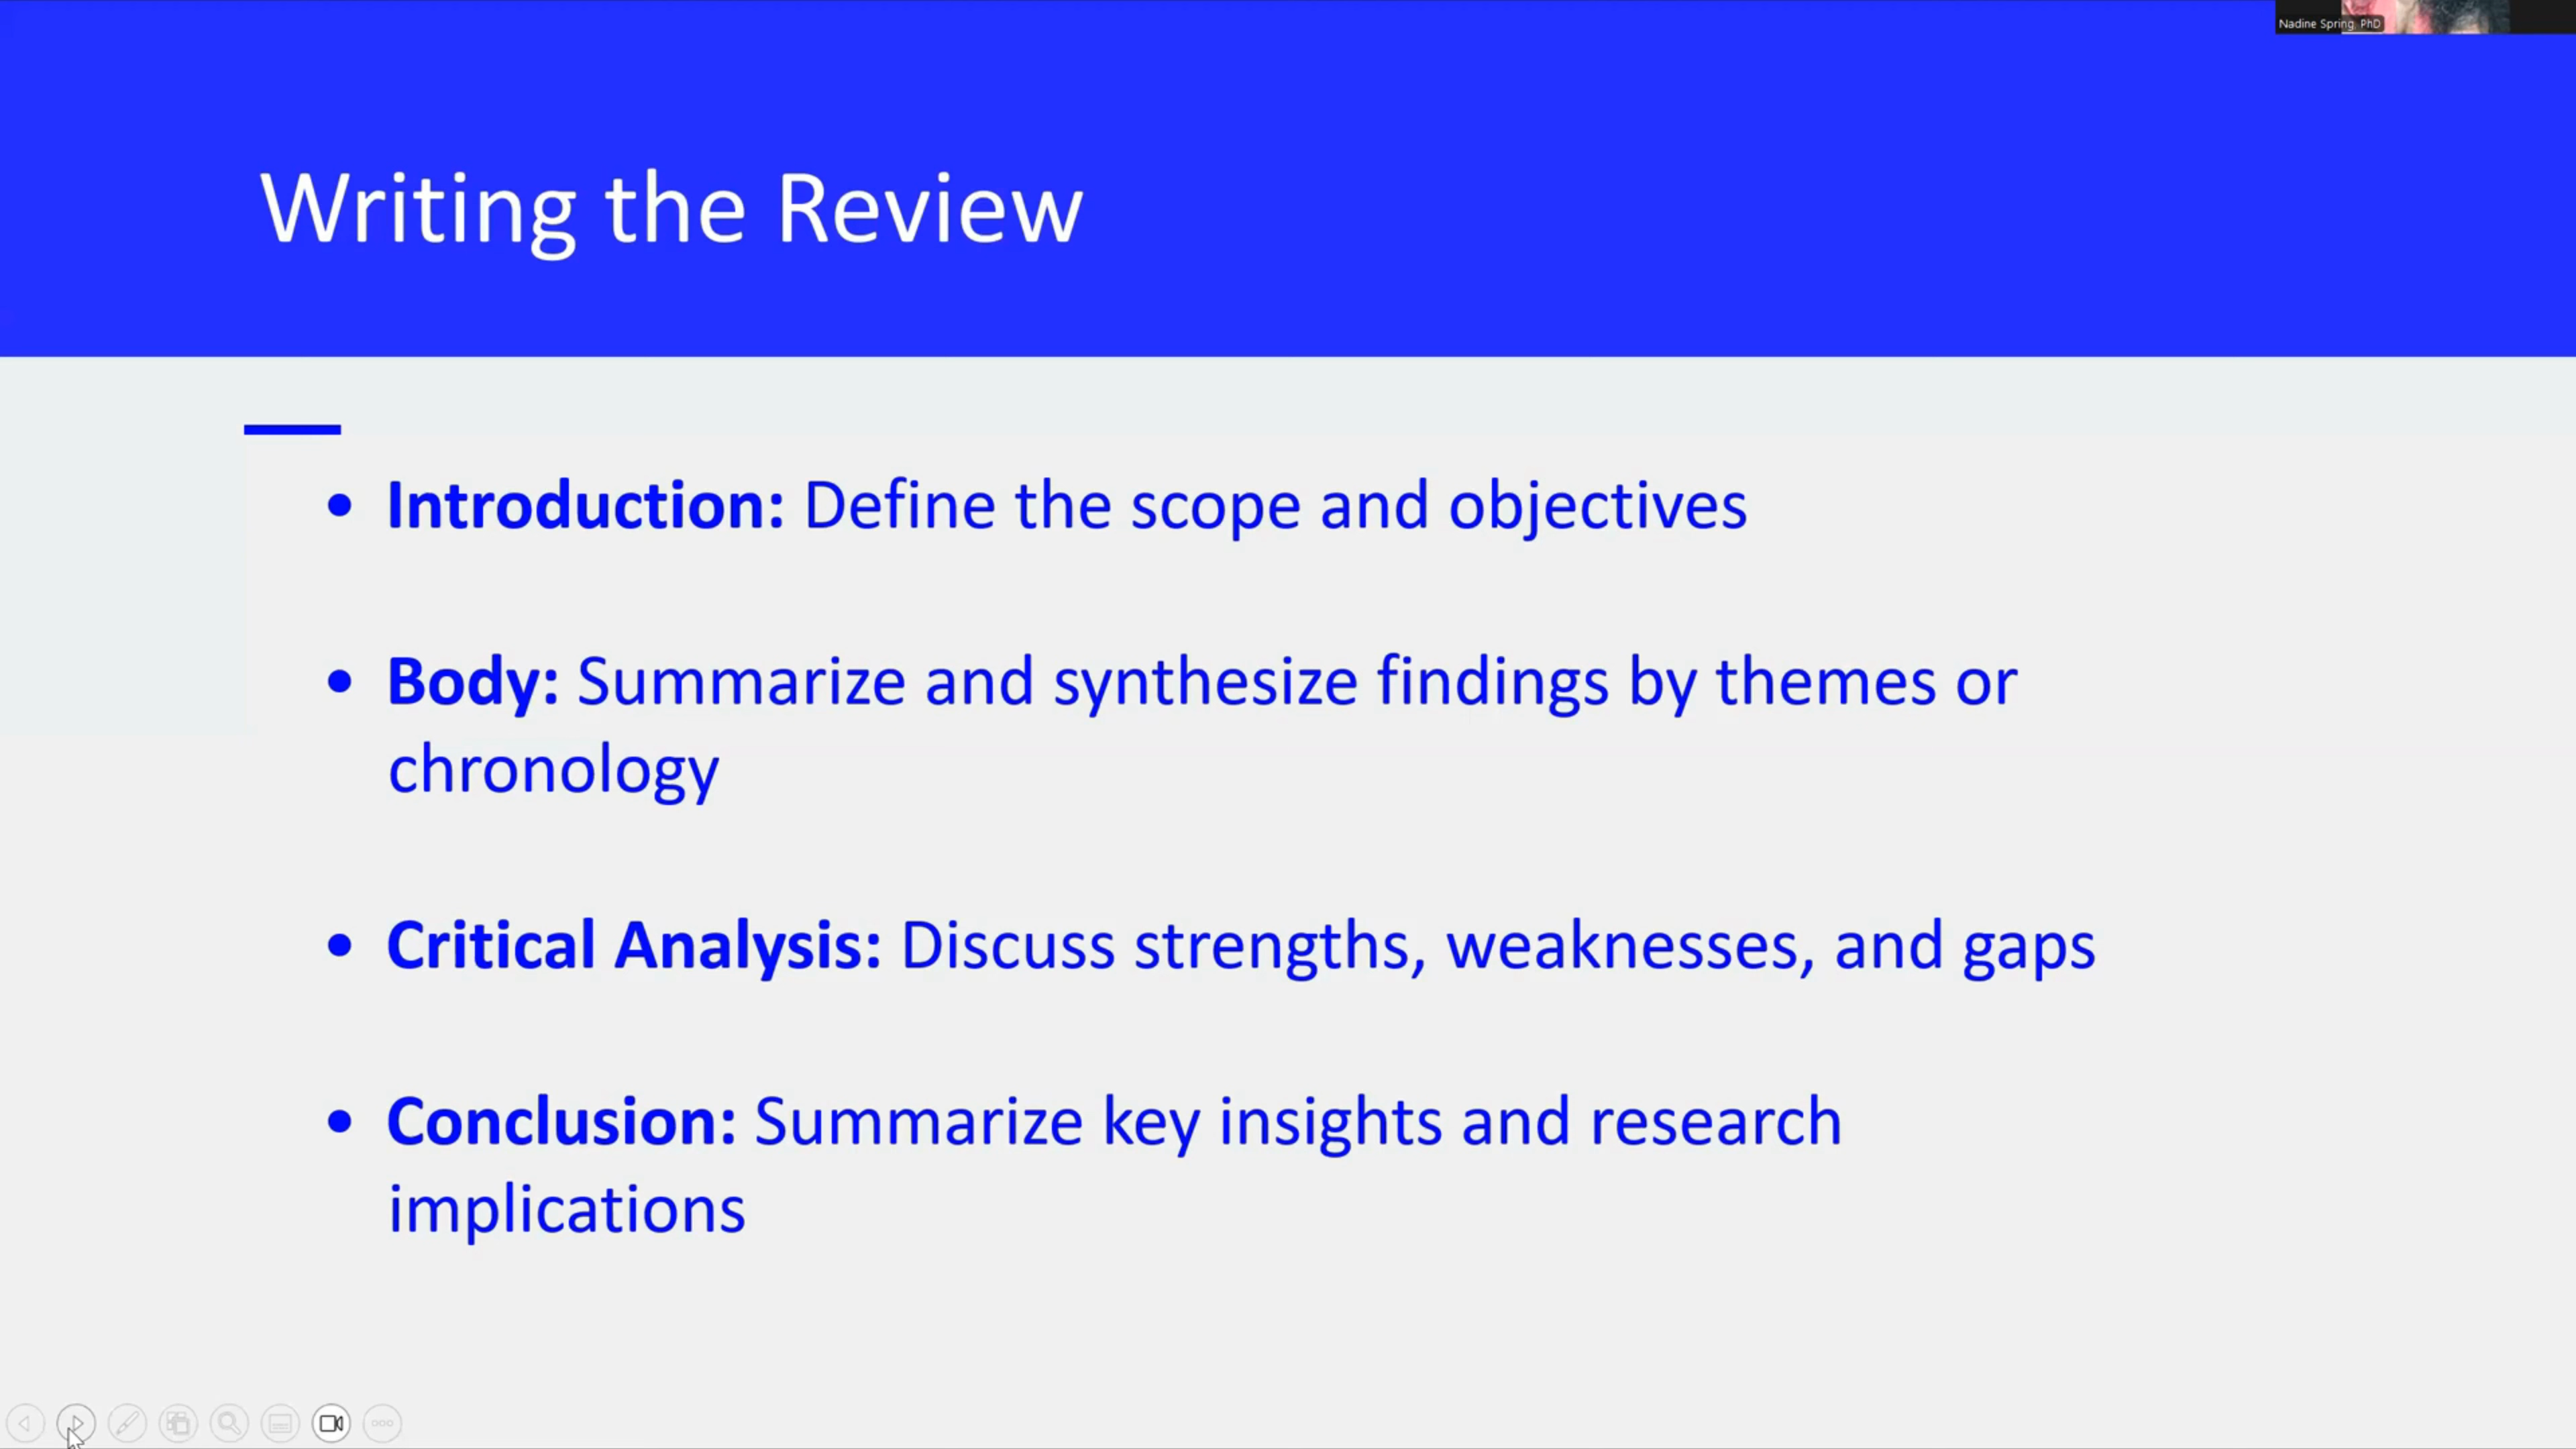 Nadine Spring, PhD
Writing the Review
• Introduction: Define the scope and objectives
• Body: Summarize and synthesize findings by themes or
chronology
• Critical Analysis: Discuss strengths, weaknesses, and gaps
• Conclusion: Summarize key insights and research
implications